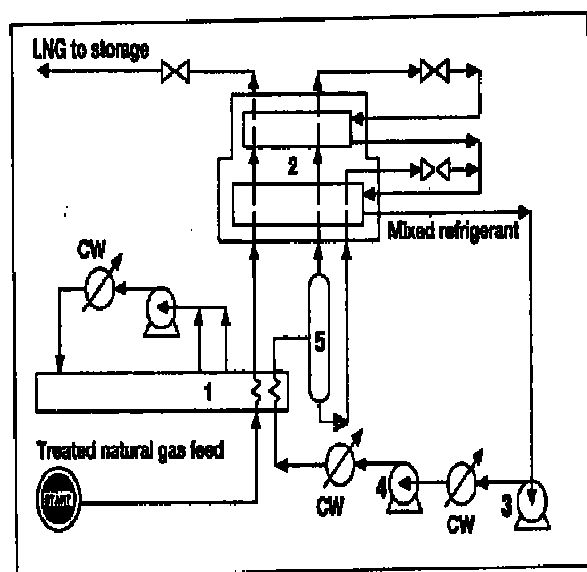 LNG to storage
2
Mixed refrigerant
CW
5
1
Treated natural gas feed
START
4
3
CW
CW